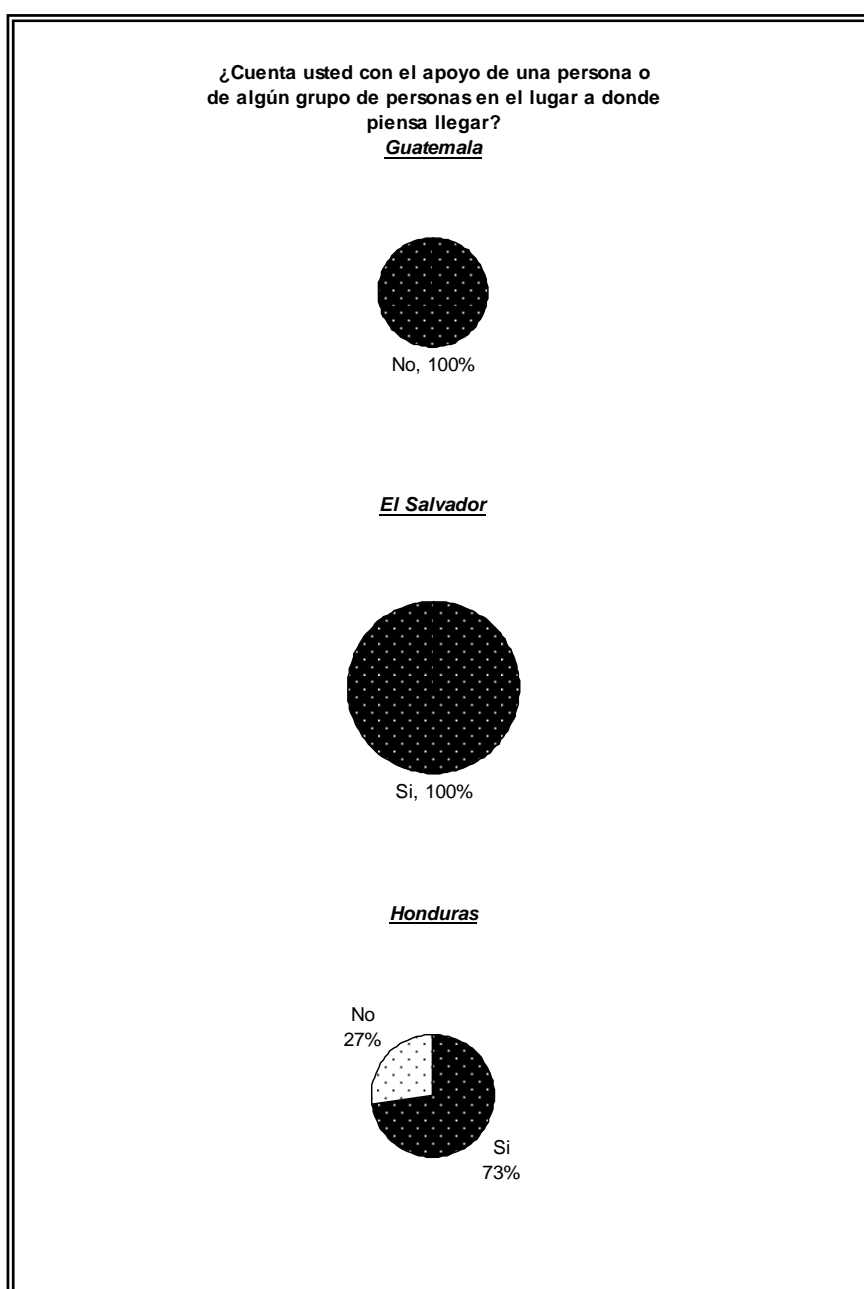 ¿Cuenta usted con el apoyo de una persona o
de algún grupo de personas en el lugar a donde
piensa llegar?
Guatemala
No, 100%
El Salvador
Si, 100%
Honduras
No
27%
Si
73%